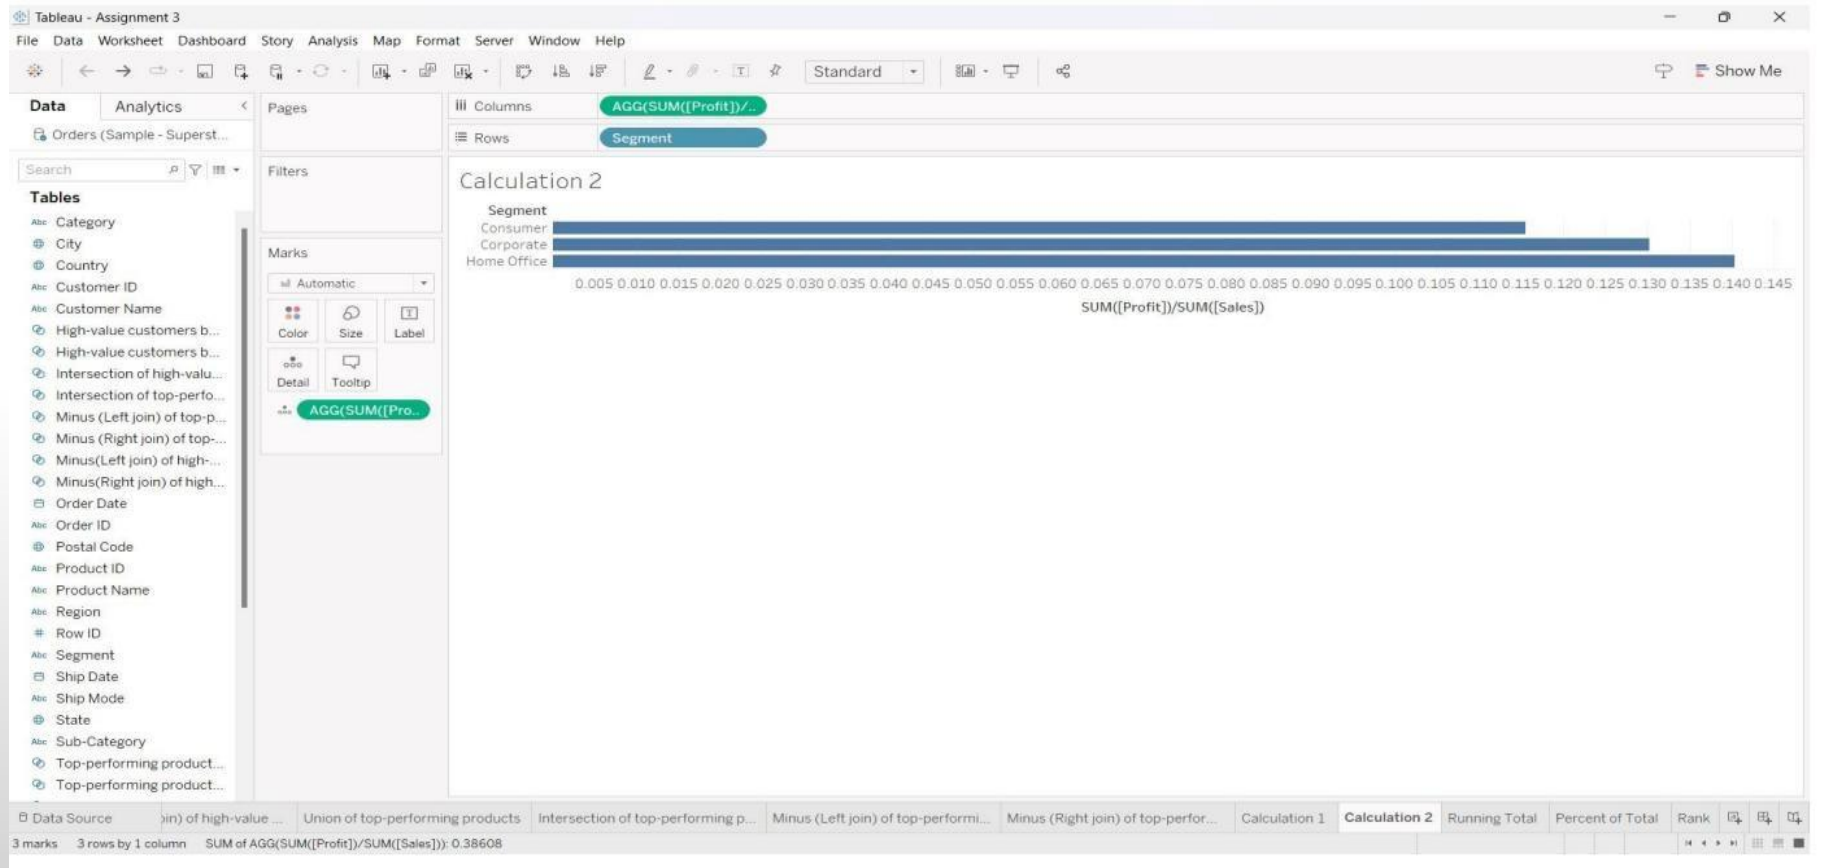 Tableau - Assignment 3
File Data Worksheet Dashboard Story Analysis Map Format Server Window Help
Standard
Show Me
Data Analytics
Orders (Sample - Superst...
Search
Tables
Abc Category
City
Country
Abc Customer ID
Abc Customer Name
High-value customers b...
High-value customers b...
Intersection of high-valu...
Intersection of top-perfo...
Minus (Left join) of top-p...
Minus (Right join) of top-...
Minus(Left join) of high-...
Minus(Right join) of high...
Order Date
Abc Order ID
Postal Code
Abc Product ID
Abc Product Name
Abc Region
# Row ID
Abc Segment
Ship Date
Abc Ship Mode
State
Abc Sub-Category
Top-performing product...
Top-performing product...
Pages
Filters
Marks
Automatic
Color Size Label
Detail Tooltip
AGG(SUM([Pro..
Columns AGG(SUM([Profit])/..
Rows Segment
Calculation 2
Segment
Consumer
Corporate
Home Office
0.005 0.010 0.015 0.020 0.025 0.030 0.035 0.040 0.045 0.050 0.055 0.060 0.065 0.070 0.075 0.080 0.085 0.090 0.095 0.100 0.105 0.110 0.115 0.120 0.125 0.130 0.135 0.140 0.145
SUM([Profit])/SUM([Sales])
Data Source in) of high-value ... Union of top-performing products Intersection of top-performing p... Minus (Left join) of top-performi... Minus (Right join) of top-perfor... Calculation 1 Calculation 2 Running Total Percent of Total Rank
3 marks 3 rows by 1 column SUM of AGG(SUM([Profit])/SUM([Sales])): 0.38608